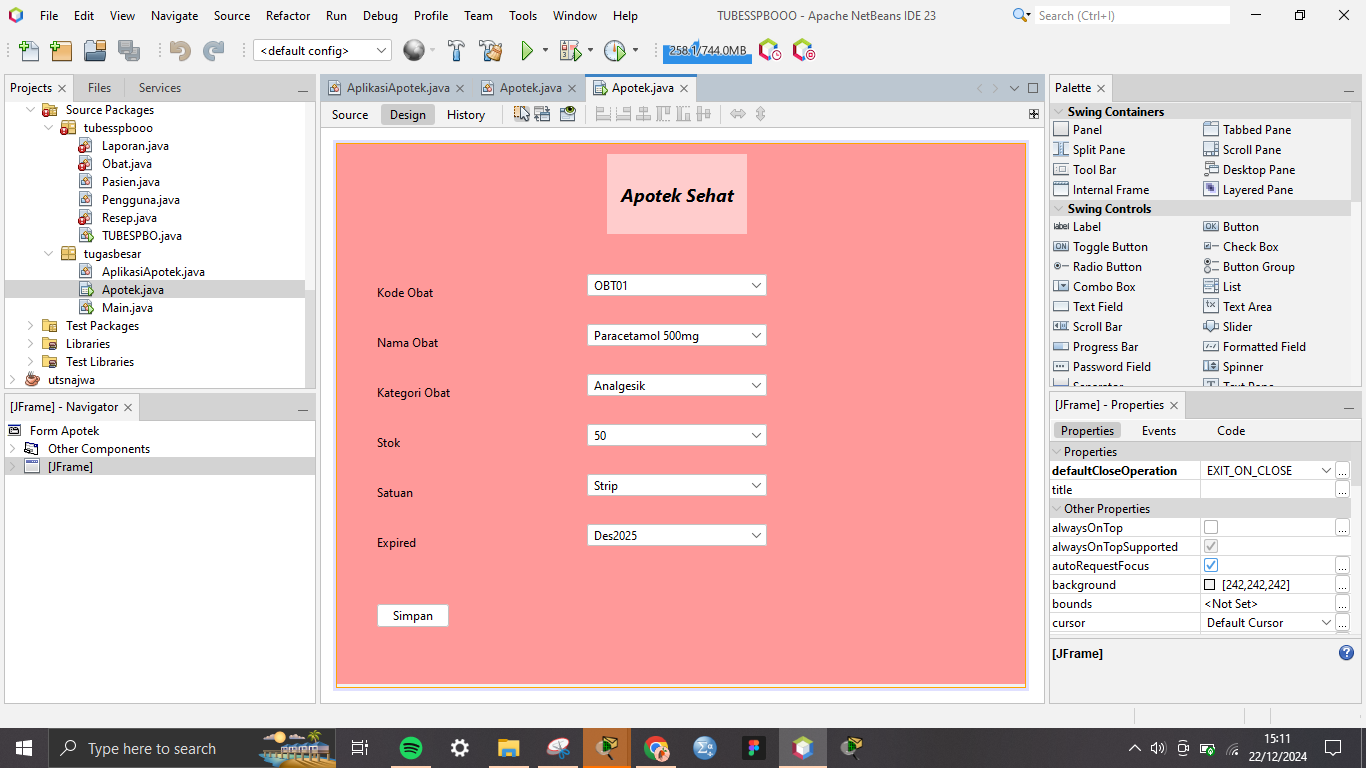 File Edit View Navigate Source Refactor Run Debug Profile Team Tools Window Help TUBESSPBOOO - Apache NetBeans IDE 23 Search (Ctrl+I)
<default config> 258.1/744.0MB
Projects Files Services
Source Packages
tubesspbooo
Laporan.java
Obat.java
Pasien.java
Pengguna.java
Resep.java
TUBESPBO.java
tugasbesar
AplikasiApotek.java
Apotek.java
Main.java
Test Packages
Libraries
Test Libraries
utsnajwa
[JFrame] - Navigator
Form Apotek
Other Components
[JFrame]
AplikasiApotek.java Apotek.java Apotek.java
Source Design History
Apotek Sehat
Kode Obat OBT01
Nama Obat Paracetamol 500mg
Kategori Obat Analgesik
Stok 50
Satuan Strip
Expired Des2025
Simpan
Palette
Swing Containers
Panel Tabbed Pane
Split Pane Scroll Pane
Tool Bar Desktop Pane
Internal Frame Layered Pane
Swing Controls
label Label OK Button
ON Toggle Button Check Box
Radio Button Button Group
Combo Box List
Text Field Text Area
Scroll Bar Slider
Progress Bar Formatted Field
Password Field Spinner
Separator Text Pane
[JFrame] - Properties
Properties Events Code
Properties
defaultCloseOperation EXIT_ON_CLOSE ...
title ...
Other Properties
alwaysOnTop ...
alwaysOnTopSupported
autoRequestFocus ...
background [242,242,242] ...
bounds <Not Set> ...
cursor Default Cursor ...
[JFrame]
Type here to search
15:11
22/12/2024